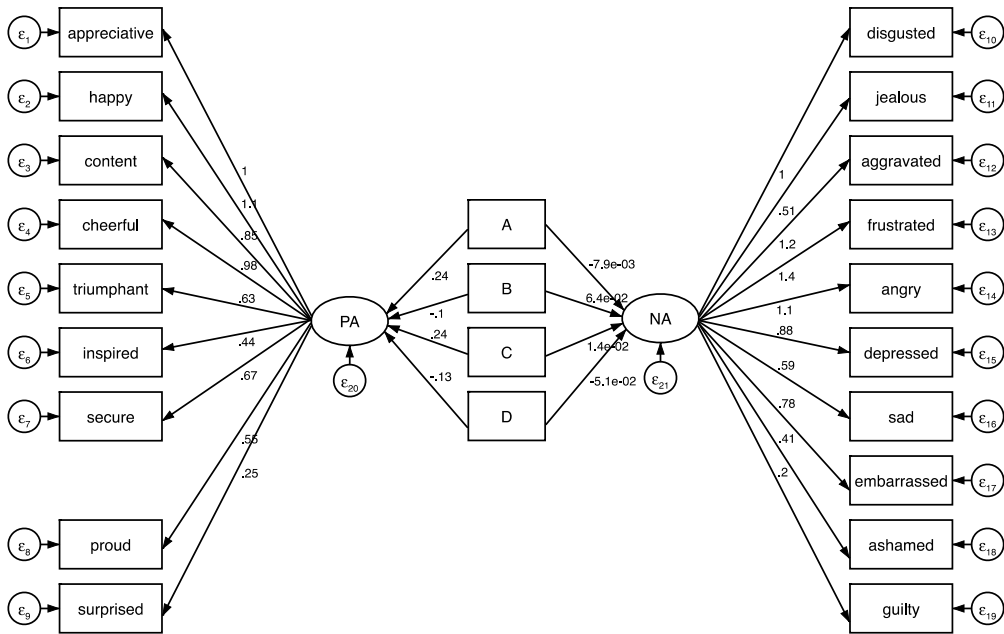 ε1
appreciative
ε2
happy
ε3
content
ε4
cheerful
ε5
triumphant
ε6
inspired
ε7
secure
ε8
proud
ε9
surprised
1
1.1
.85
.98
.63
.44
.67
.55
.25
PA
ε20
.24
-.1
.24
-.13
A
B
C
D
-7.9e-03
6.4e-02
1.4e-02
-5.1e-02
NA
ε21
1
.51
1.2
1.4
1.1
.88
.59
.78
.41
.2
disgusted
ε10
jealous
ε11
aggravated
ε12
frustrated
ε13
angry
ε14
depressed
ε15
sad
ε16
embarrassed
ε17
ashamed
ε18
guilty
ε19